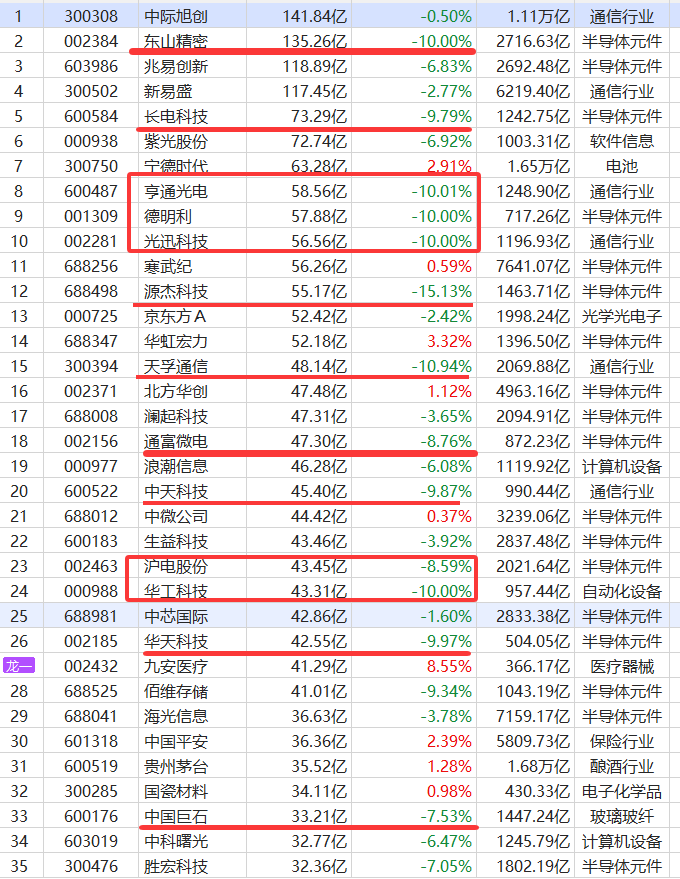 1 300308 中际旭创 141.84亿 -0.50% 1.11万亿 通信行业
2 002384 东山精密 135.26亿 -10.00% 2716.63亿 半导体元件
3 603986 兆易创新 118.89亿 -6.83% 2692.48亿 半导体元件
4 300502 新易盛 117.45亿 -2.77% 6219.40亿 通信行业
5 600584 长电科技 73.29亿 -9.79% 1242.75亿 半导体元件
6 000938 紫光股份 72.74亿 -6.92% 1003.31亿 软件信息
7 300750 宁德时代 63.28亿 2.91% 1.65万亿 电池
8 600487 亨通光电 58.56亿 -10.01% 1248.90亿 通信行业
9 001309 德明利 57.88亿 -10.00% 717.26亿 半导体元件
10 002281 光迅科技 56.56亿 -10.00% 1196.93亿 通信行业
11 688256 寒武纪 56.26亿 0.59% 7641.07亿 半导体元件
12 688498 源杰科技 55.17亿 -15.13% 1463.71亿 半导体元件
13 000725 京东方Ａ 52.42亿 -2.42% 1998.24亿 光学光电子
14 688347 华虹宏力 52.18亿 3.32% 1396.50亿 半导体元件
15 300394 天孚通信 48.14亿 -10.94% 2069.88亿 通信行业
16 002371 北方华创 47.48亿 1.12% 4963.16亿 半导体元件
17 688008 澜起科技 47.31亿 -3.65% 2094.91亿 半导体元件
18 002156 通富微电 47.30亿 -8.76% 872.23亿 半导体元件
19 000977 浪潮信息 46.28亿 -6.08% 1119.92亿 计算机设备
20 600522 中天科技 45.40亿 -9.87% 990.44亿 通信行业
21 688012 中微公司 44.42亿 0.37% 3239.06亿 半导体元件
22 600183 生益科技 43.46亿 -3.92% 2837.48亿 半导体元件
23 002463 沪电股份 43.45亿 -8.59% 2021.64亿 半导体元件
24 000988 华工科技 43.31亿 -10.00% 957.44亿 自动化设备
25 688981 中芯国际 42.86亿 -1.60% 2833.38亿 半导体元件
26 002185 华天科技 42.55亿 -9.97% 504.05亿 半导体元件
龙一 002432 九安医疗 41.29亿 8.55% 366.17亿 医疗器械
28 688525 佰维存储 41.01亿 -9.34% 1043.19亿 半导体元件
29 688041 海光信息 36.63亿 -3.78% 7159.17亿 半导体元件
30 601318 中国平安 36.36亿 2.39% 5809.73亿 保险行业
31 600519 贵州茅台 35.52亿 1.28% 1.68万亿 酿酒行业
32 300285 国瓷材料 34.11亿 0.98% 430.33亿 电子化学品
33 600176 中国巨石 33.21亿 -7.53% 1447.24亿 玻璃玻纤
34 603019 中科曙光 32.77亿 -6.47% 1245.79亿 计算机设备
35 300476 胜宏科技 32.36亿 -7.05% 1802.19亿 半导体元件